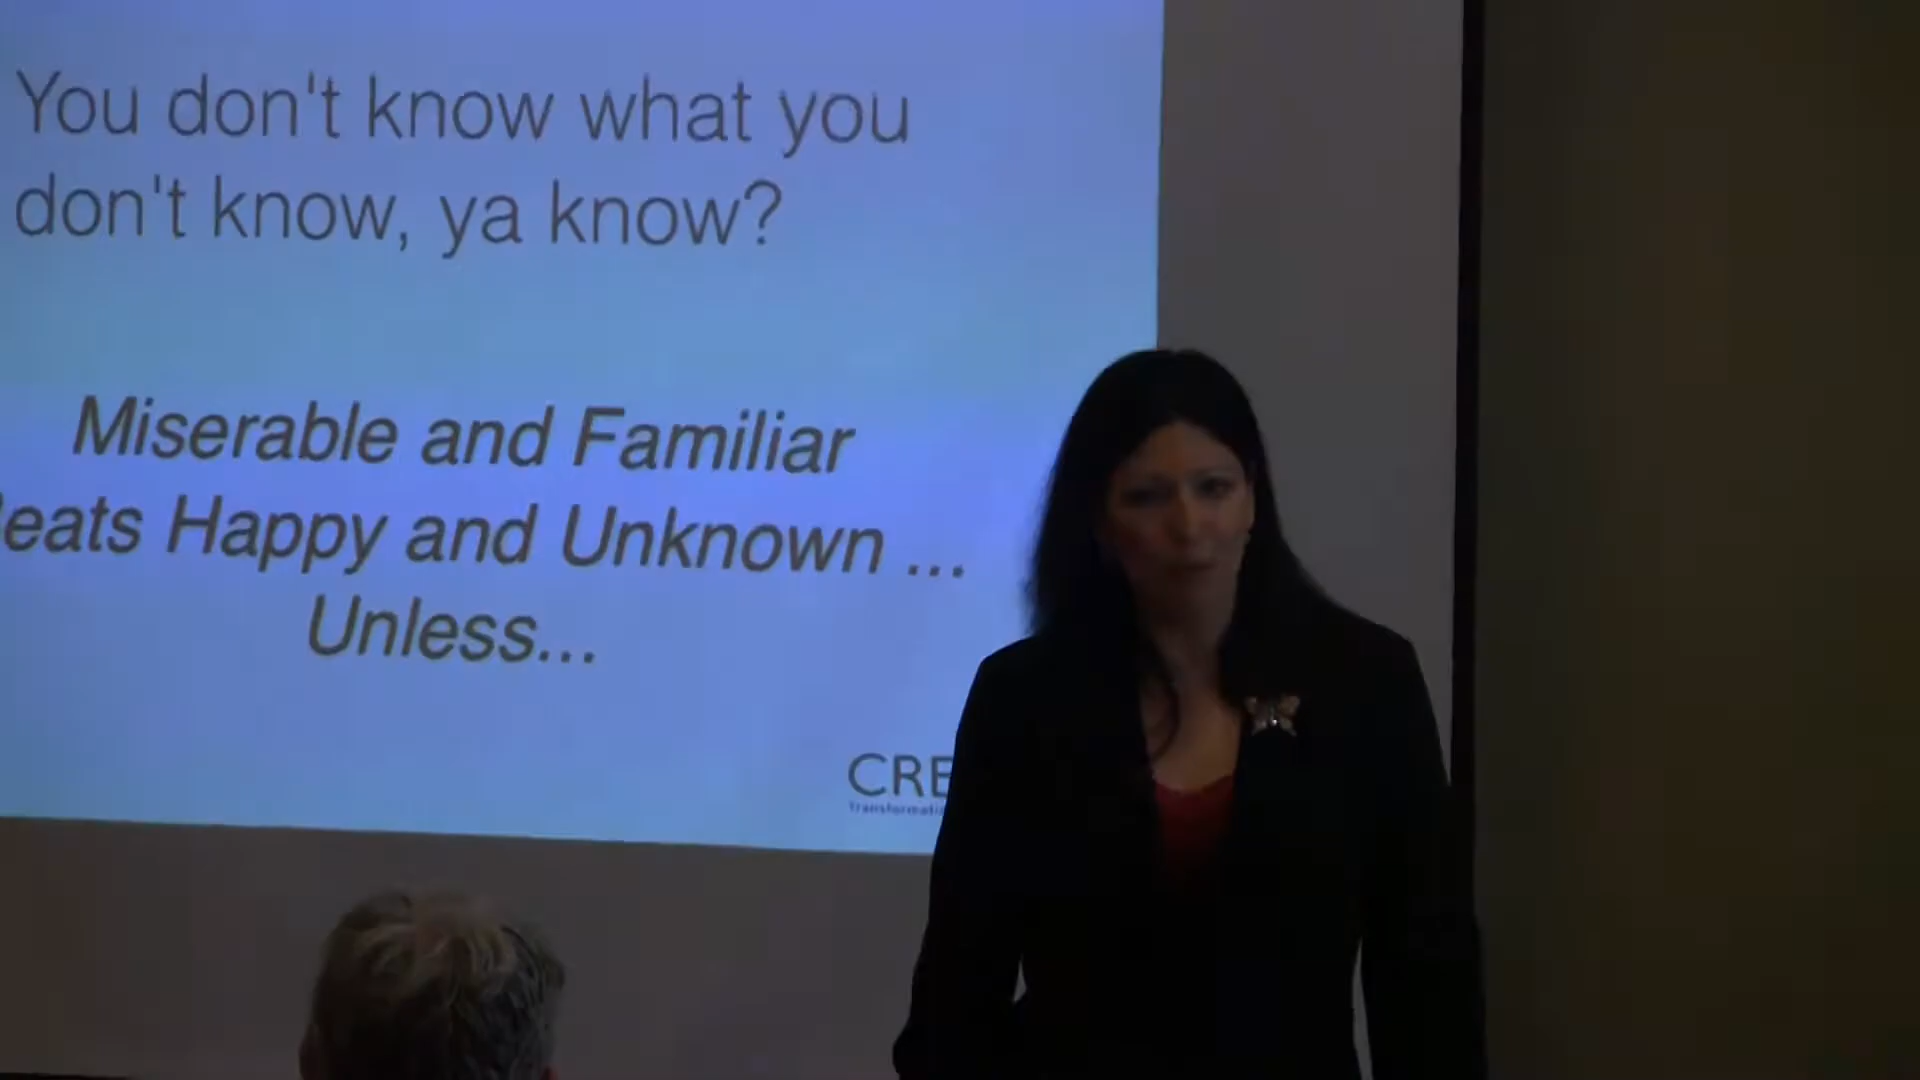 You don't know what you
don't know, ya know?
Miserable and Familiar
eats Happy and Unknown ...
Unless...
CRE